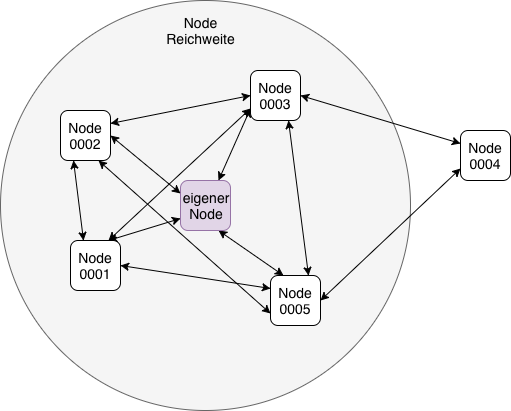 Node
Reichweite
Node
0003
Node
0002
Node
0004
eigener
Node
Node
0001
Node
0005